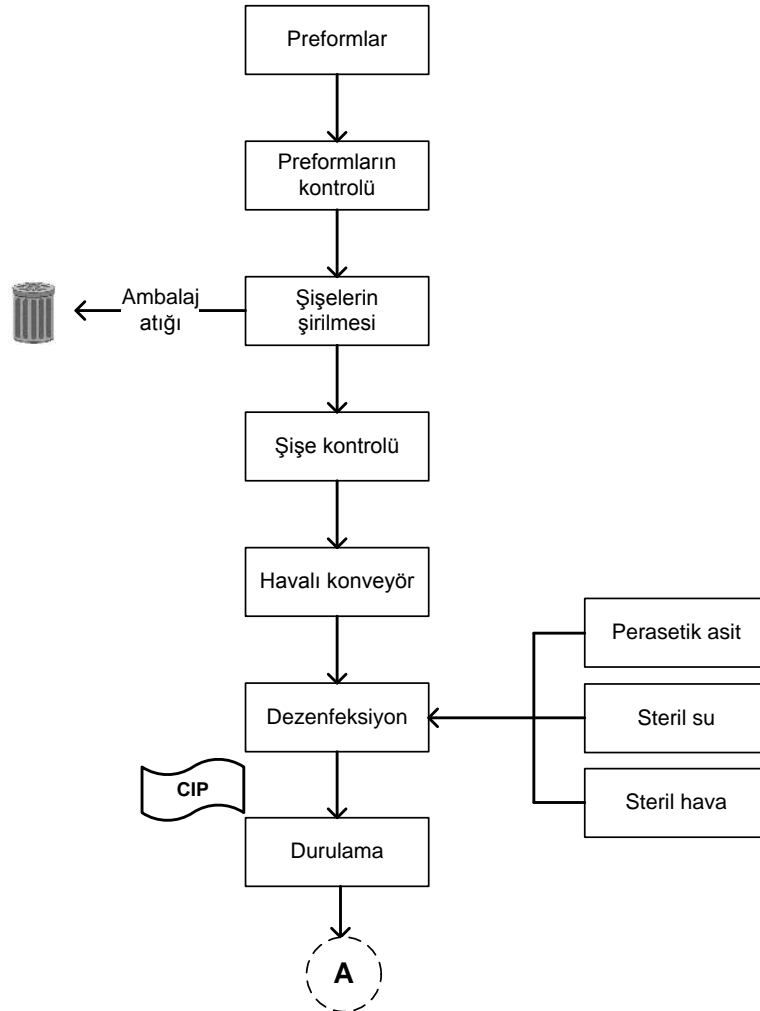 Preformlar
Preformların
kontrolü
Ambalaj
atığı
Şişelerin
şirilmesi
Şişe kontrolü
Havalı konveyör
Perasetik asit
Dezenfeksiyon
Steril su
CIP
Steril hava
Durulama
A